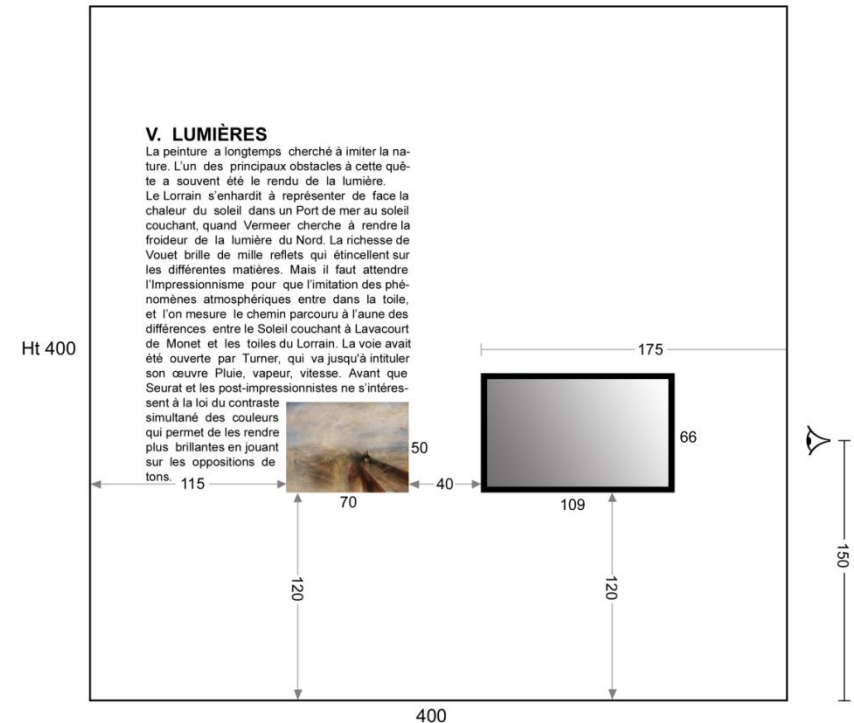 V. LUMIÈRES
La peinture a longtemps cherché à imiter la na-
ture. L'un des principaux obstacles à cette quê-
te a souvent été le rendu de la lumière.
Le Lorrain s'enhardit à représenter de face la
chaleur du soleil dans un Port de mer au soleil
couchant, quand Vermeer cherche à rendre la
froideur de la lumière du Nord. La richesse de
Vouet brille de mille reflets qui étincellent sur
les différentes matières. Mais il faut attendre
l'Impressionnisme pour que l'imitation des phé-
nomènes atmosphériques entre dans la toile,
et l'on mesure le chemin parcouru à l'aune des
différences entre le Soleil couchant à Lavacourt
de Monet et les toiles du Lorrain. La voie avait
été ouverte par Turner, qui va jusqu'à intituler
son œuvre Pluie, vapeur, vitesse. Avant que
Seurat et les post-impressionnistes ne s'intéres-
sent à la loi du contraste
simultané des couleurs
qui permet de les rendre
plus brillantes en jouant
sur les oppositions de
tons.
Ht 400
175
50
66
115
40
70
109
120
120
150
400